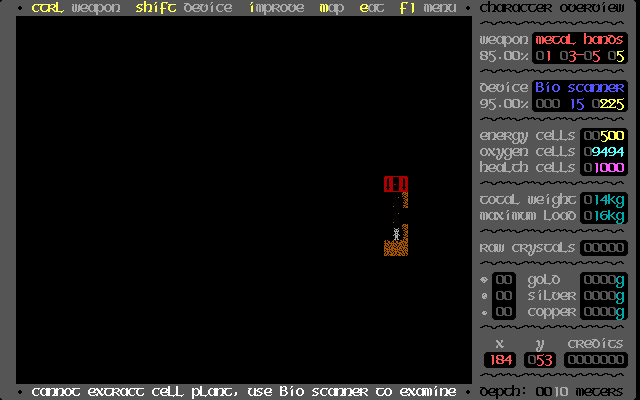 ctrl weapon shift device improve map eat f1 menu
character overview
weapon metal hands
85.00% 01 03-05 05
device Bio scanner
95.00% 000 15 0225
energy cells 00500
oxygen cells 09494
health cells 01000
total weight 014kg
maximum load 016kg
raw crystals 00000
00 gold 0000g
00 silver 0000g
00 copper 0000g
x y credits
184 053 0000000
cannot extract cell plant, use Bio scanner to examine
depth: 0010 meters